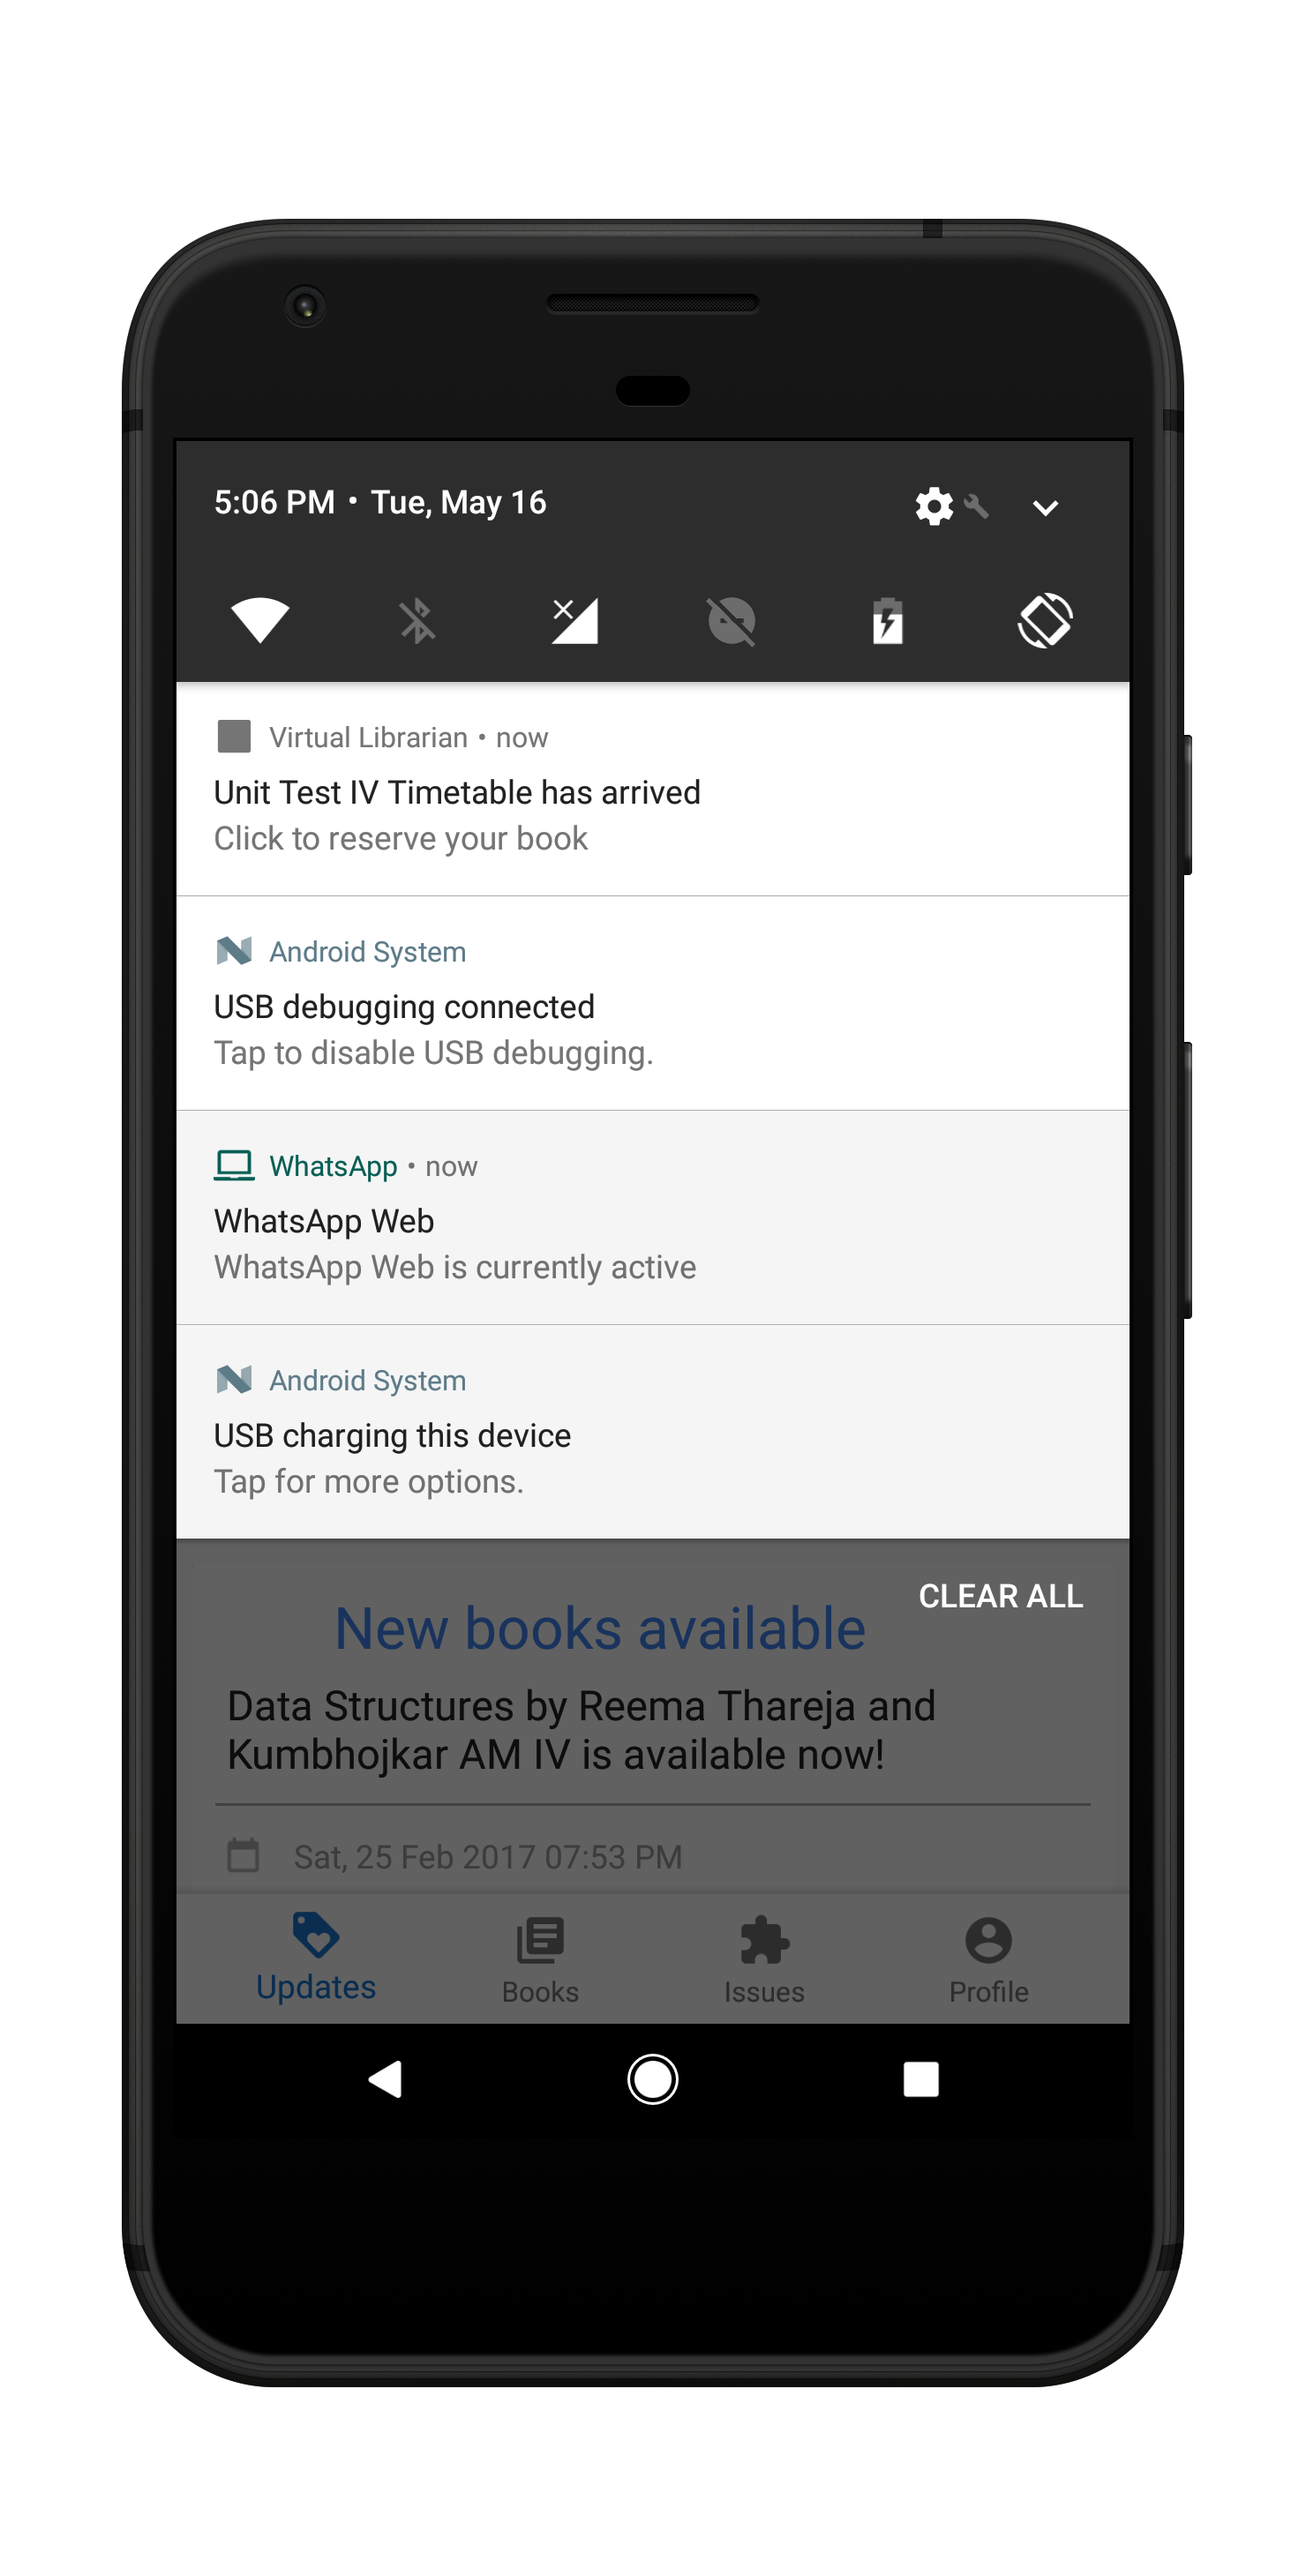 5:06 PM • Tue, May 16
Virtual Librarian • now
Unit Test IV Timetable has arrived
Click to reserve your book
Android System
USB debugging connected
Tap to disable USB debugging.
WhatsApp • now
WhatsApp Web
WhatsApp Web is currently active
Android System
USB charging this device
Tap for more options.
CLEAR ALL
New books available
Data Structures by Reema Thareja and
Kumbhojkar AM IV is available now!
Sat, 25 Feb 2017 07:53 PM
Updates Books Issues Profile